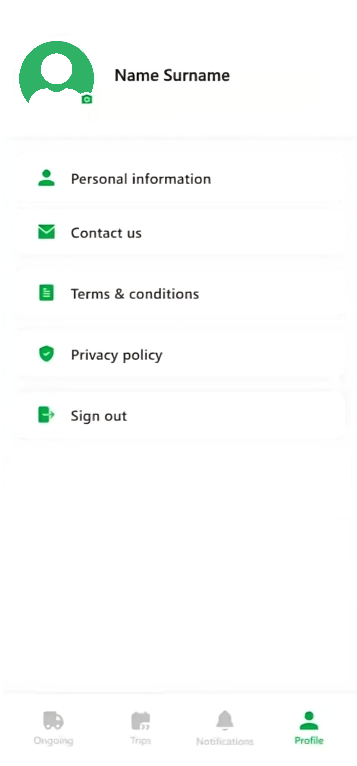 Name Surname
Personal information
Contact us
Terms & conditions
Privacy policy
Sign out
Ongoing
Trips
Notifications
Profile